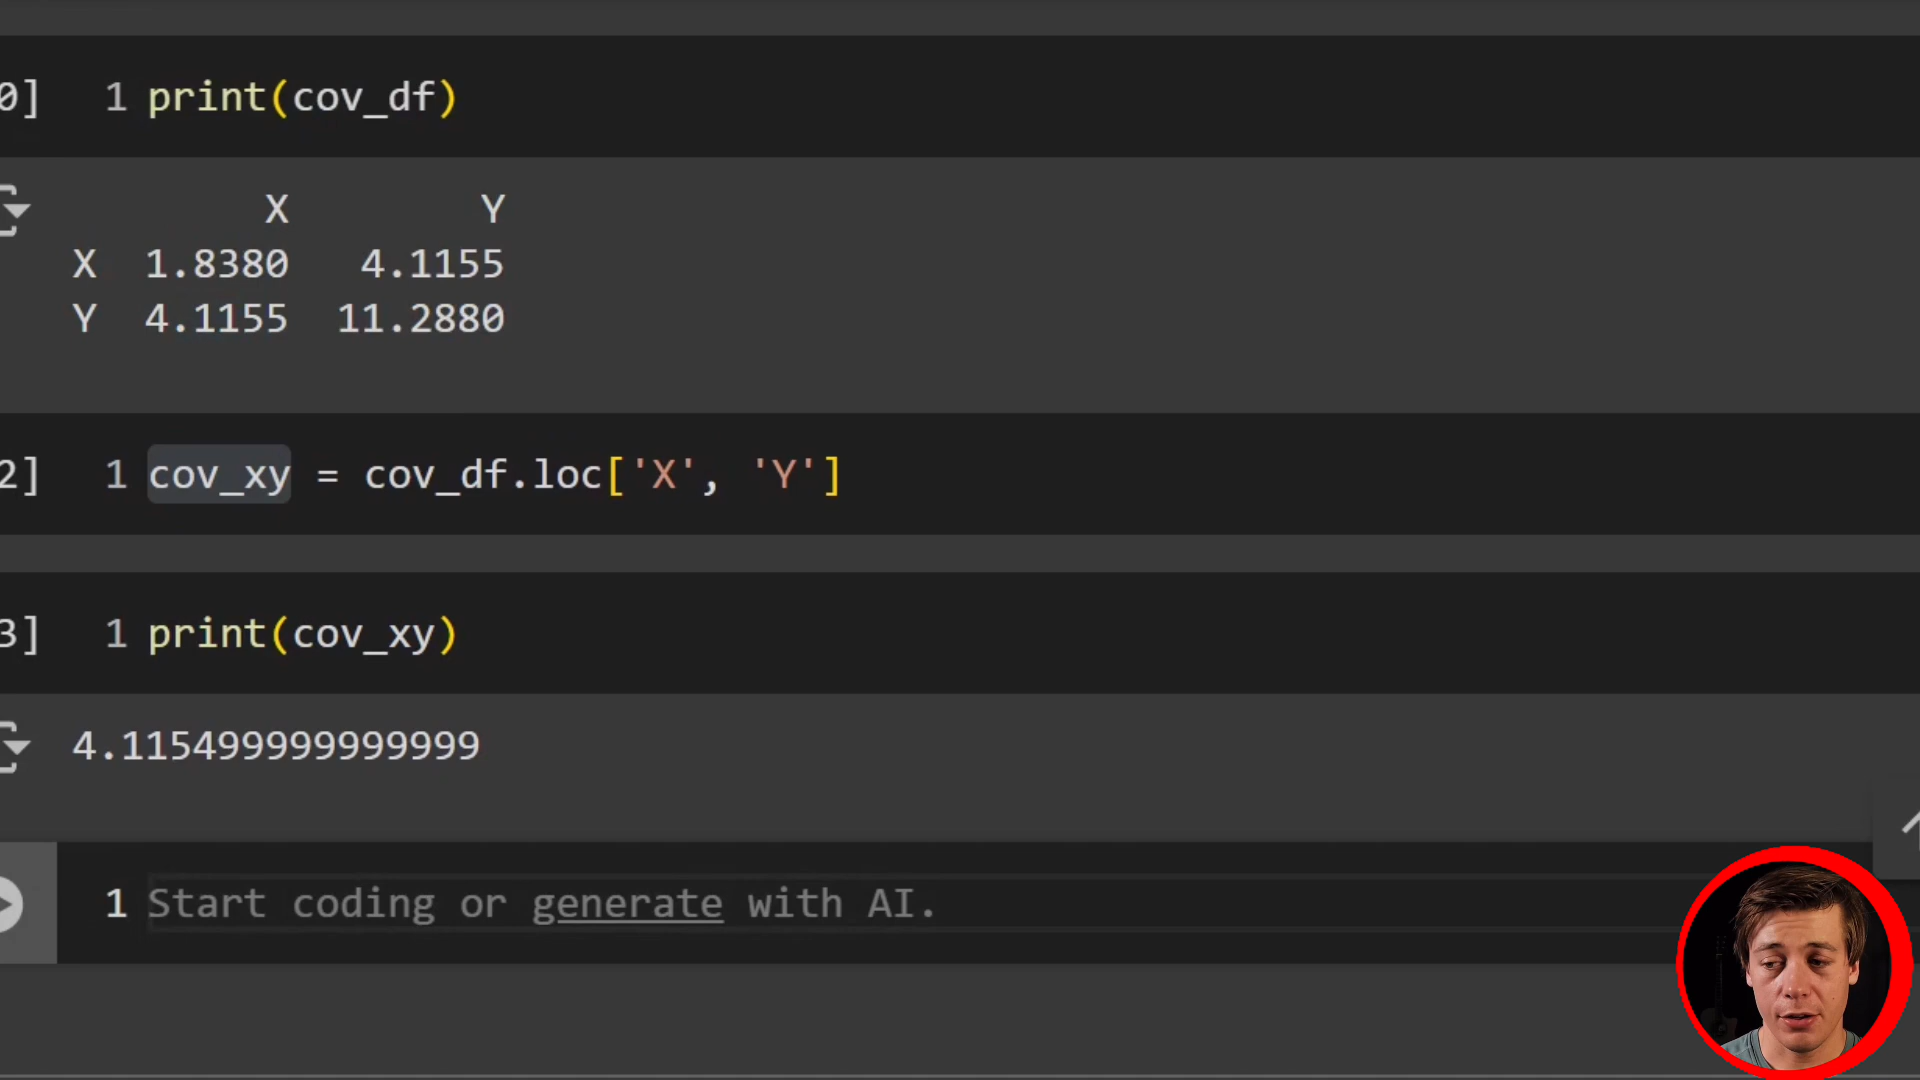 0] 1 print(cov_df)
X Y
X 1.8380 4.1155
Y 4.1155 11.2880
2] 1 cov_xy = cov_df.loc['X', 'Y']
3] 1 print(cov_xy)
4.115499999999999
1 Start coding or generate with AI.